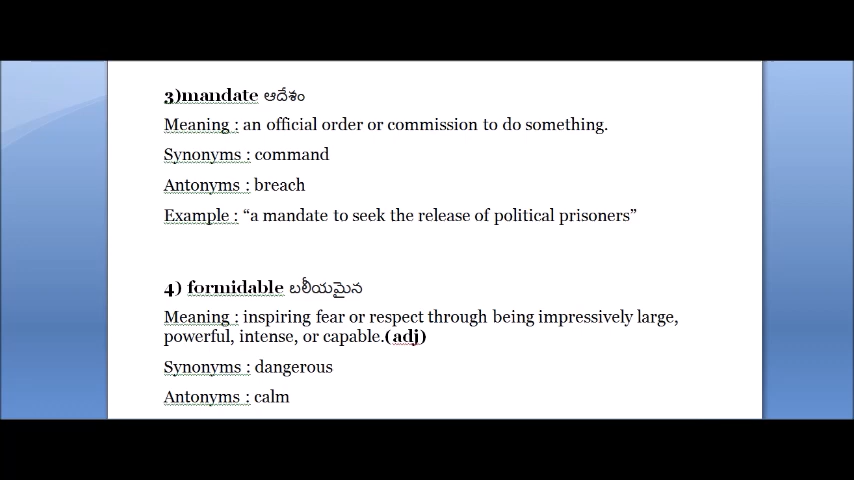 3)mandate ఆదేశం
Meaning : an official order or commission to do something.
Synonyms : command
Antonyms : breach
Example : “a mandate to seek the release of political prisoners”
4) formidable బలీయమైన
Meaning : inspiring fear or respect through being impressively large,
powerful, intense, or capable.(adj)
Synonyms : dangerous
Antonyms : calm